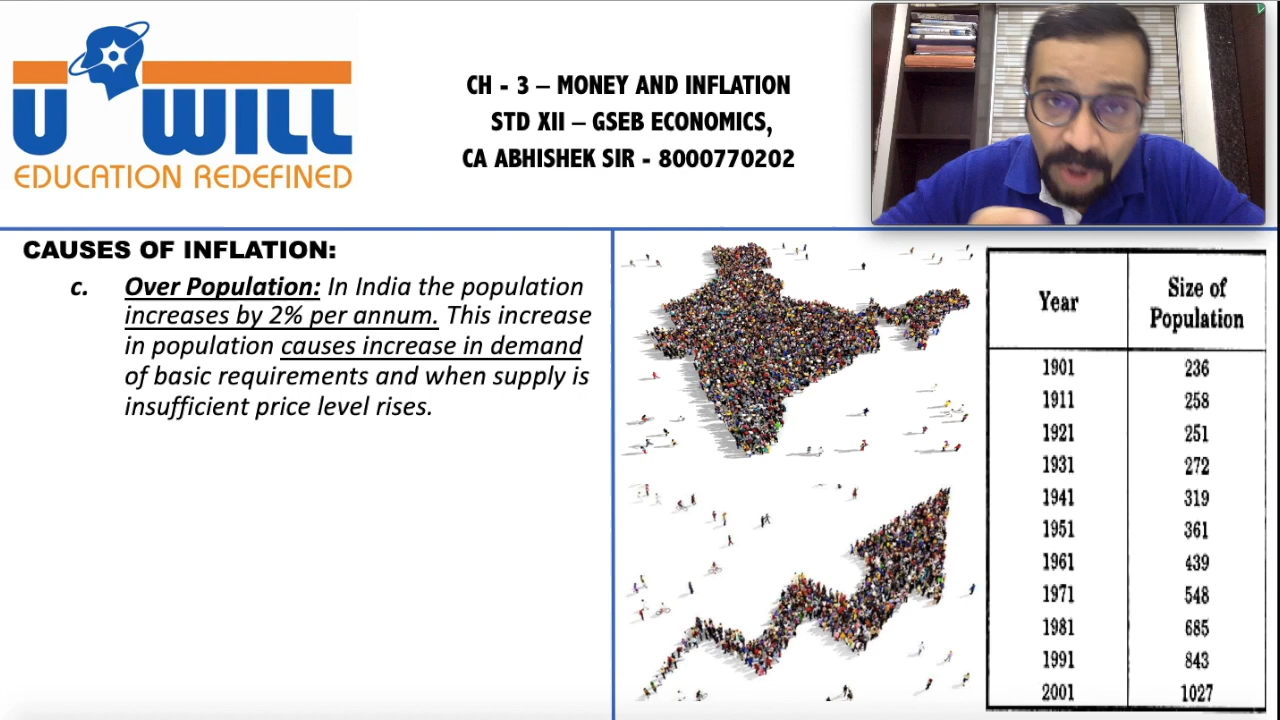 U WILL
EDUCATION REDEFINED
CH - 3 – MONEY AND INFLATION
STD XII – GSEB ECONOMICS,
CA ABHISHEK SIR - 8000770202
CAUSES OF INFLATION:
c. Over Population: In India the population
increases by 2% per annum. This increase
in population causes increase in demand
of basic requirements and when supply is
insufficient price level rises.
Year Size of Population
1901 236
1911 258
1921 251
1931 272
1941 319
1951 361
1961 439
1971 548
1981 685
1991 843
2001 1027